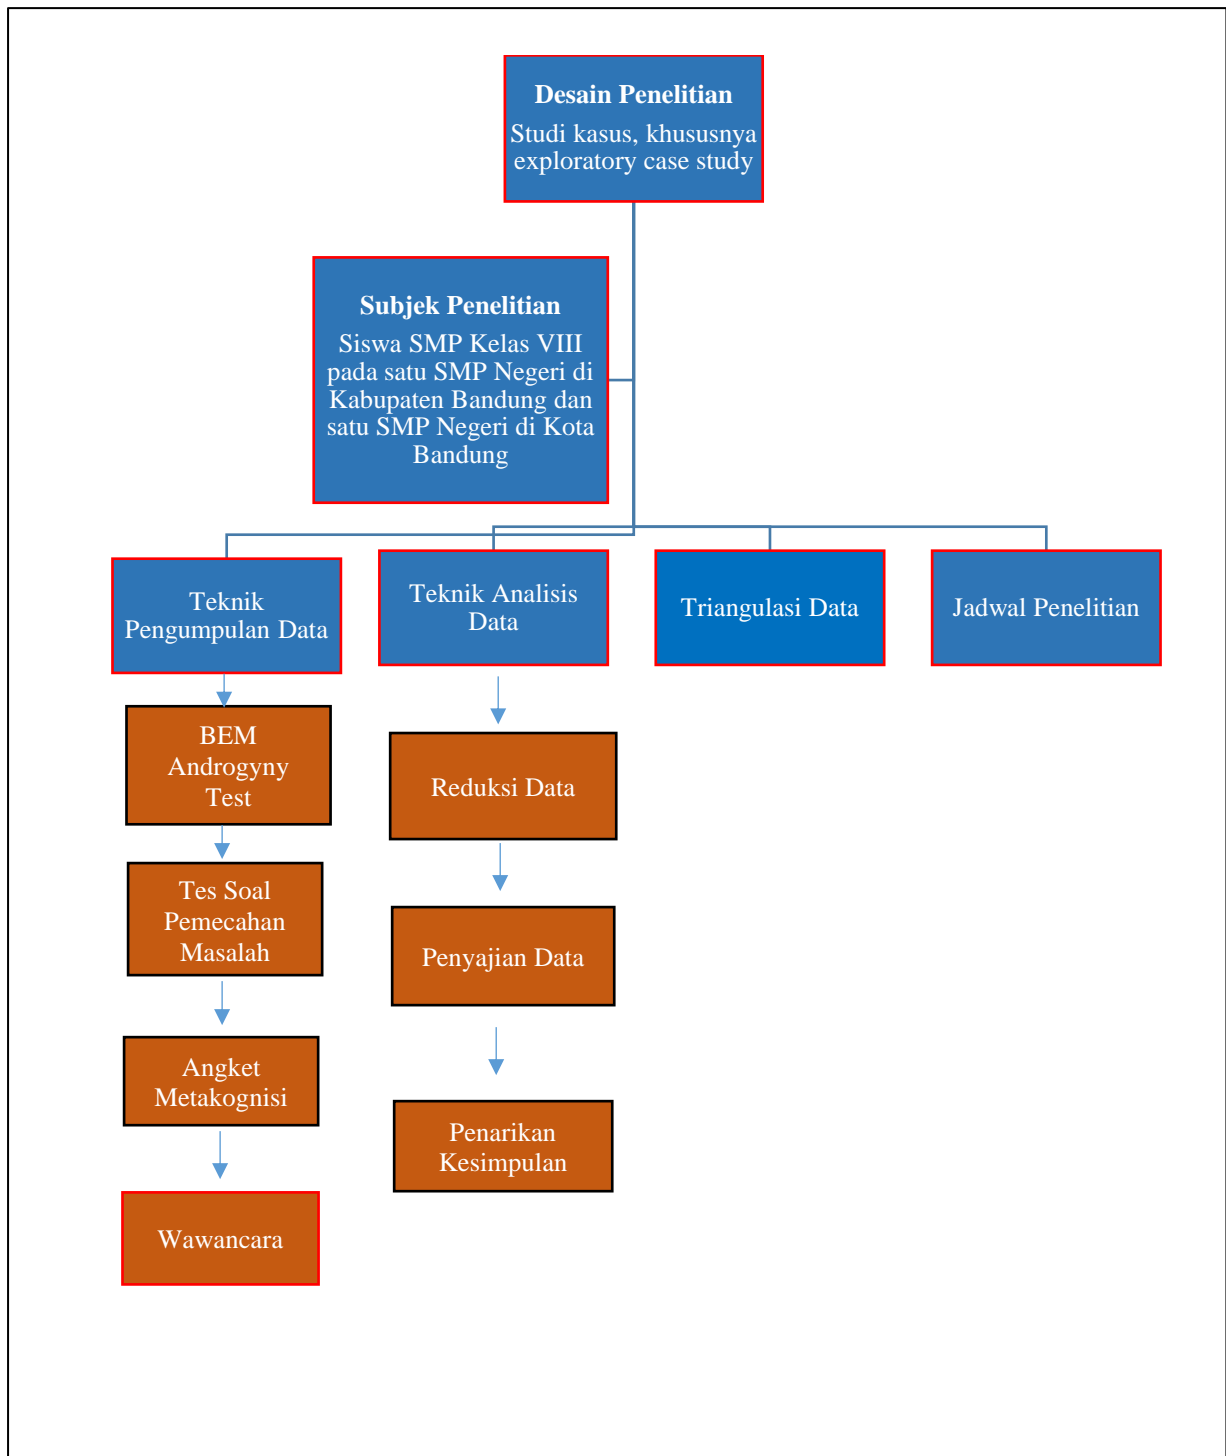 Desain Penelitian
Studi kasus, khususnya
exploratory case study
Subjek Penelitian
Siswa SMP Kelas VIII
pada satu SMP Negeri di
Kabupaten Bandung dan
satu SMP Negeri di Kota
Bandung
Teknik
Pengumpulan Data
Teknik Analisis
Data
Triangulasi Data
Jadwal Penelitian
BEM
Androgyny
Test
Tes Soal
Pemecahan
Masalah
Angket
Metakognisi
Wawancara
Reduksi Data
Penyajian Data
Penarikan
Kesimpulan